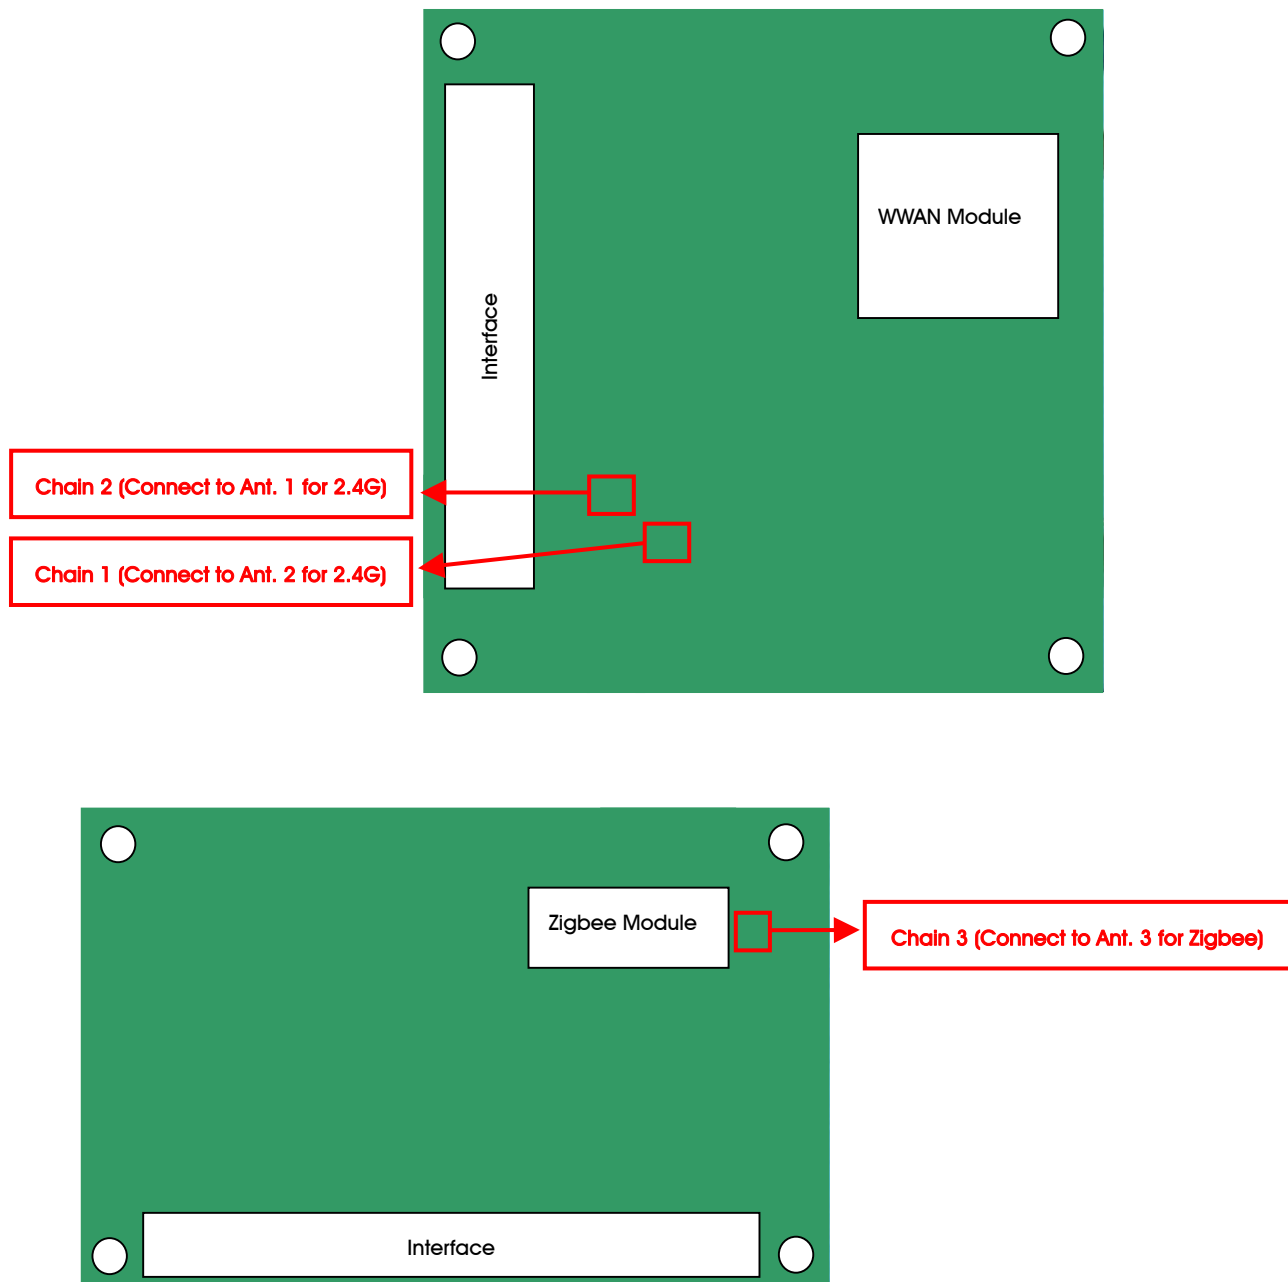 WWAN Module
Interface
Chain 2 (Connect to Ant. 1 for 2.4G)
Chain 1 (Connect to Ant. 2 for 2.4G)
Zigbee Module
Chain 3 (Connect to Ant. 3 for Zigbee)
Interface